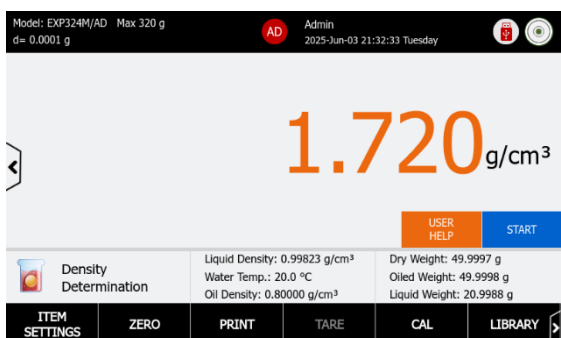 Model: EXP324M/AD Max 320 g
d= 0.0001 g
AD
Admin
2025-Jun-03 21:32:33 Tuesday
1.720 g/cm³
USER
HELP
START
Density
Determination
Liquid Density: 0.99823 g/cm³
Water Temp.: 20.0 °C
Oil Density: 0.80000 g/cm³
Dry Weight: 49.9997 g
Oiled Weight: 49.9998 g
Liquid Weight: 20.9988 g
ITEM
SETTINGS
ZERO
PRINT
TARE
CAL
LIBRARY